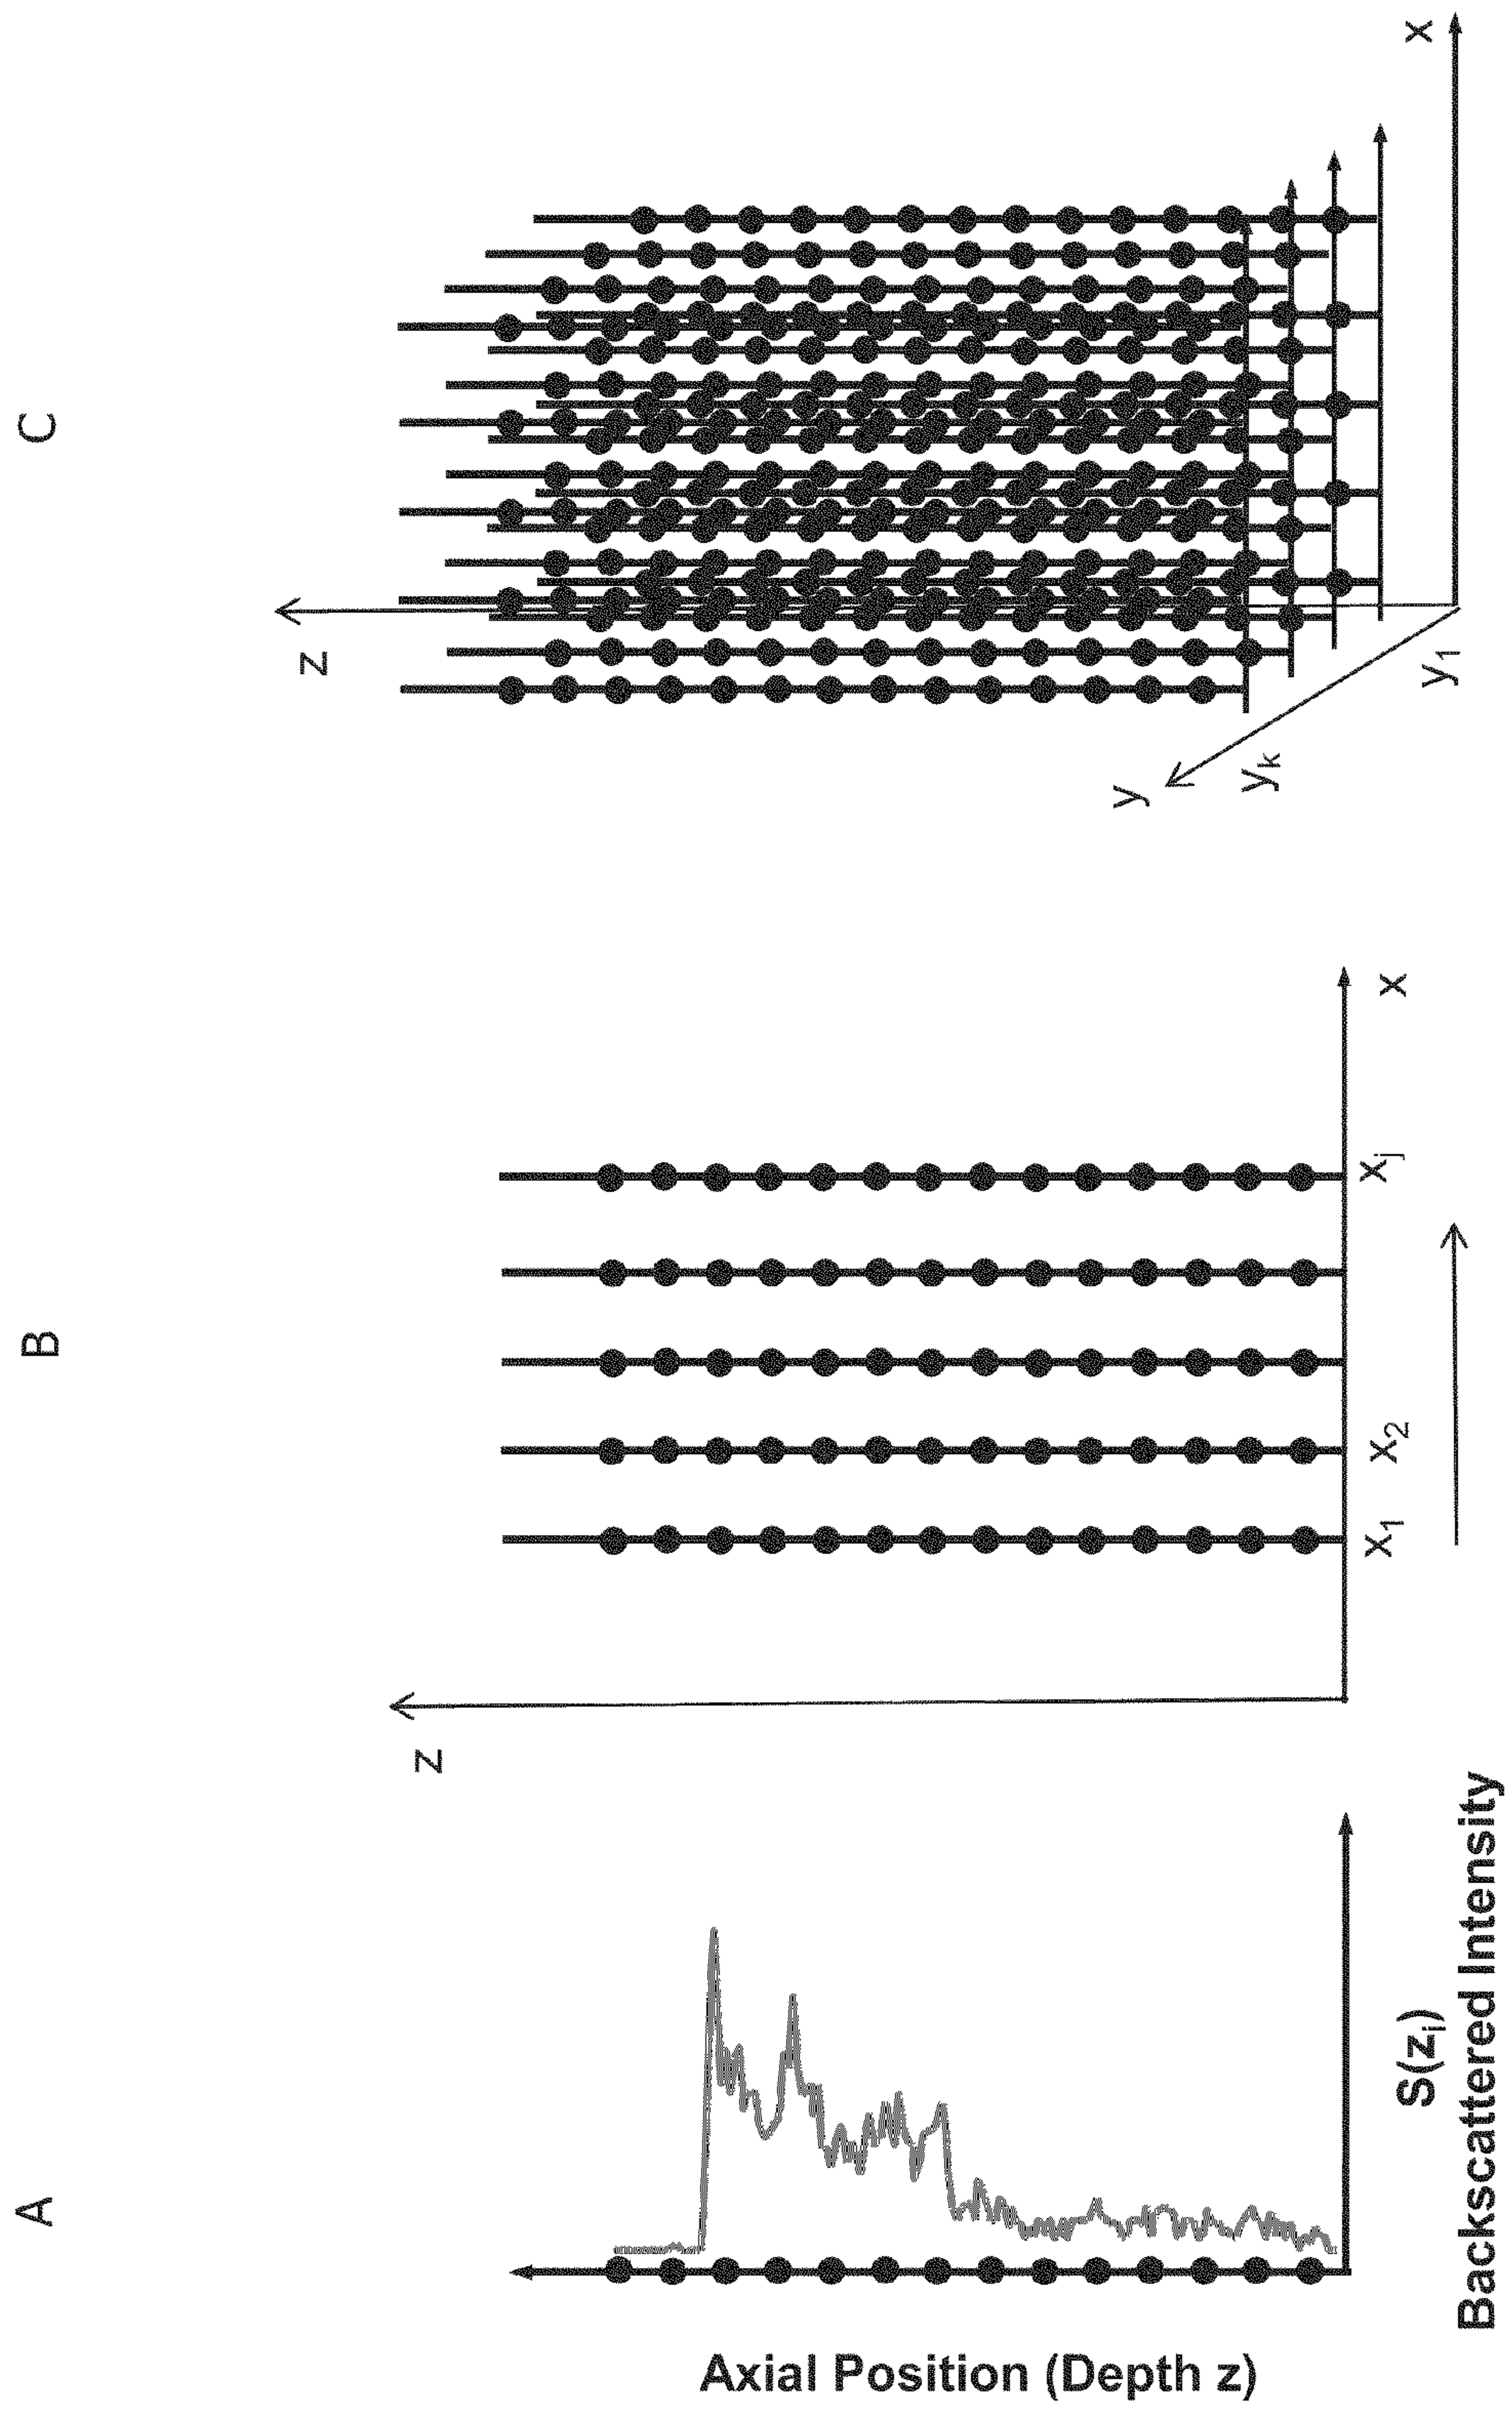 A
Axial Position (Depth z)
S(zi)
Backscattered Intensity
B
z
x1
x2
xj
x
C
z
y
yk
y1
x